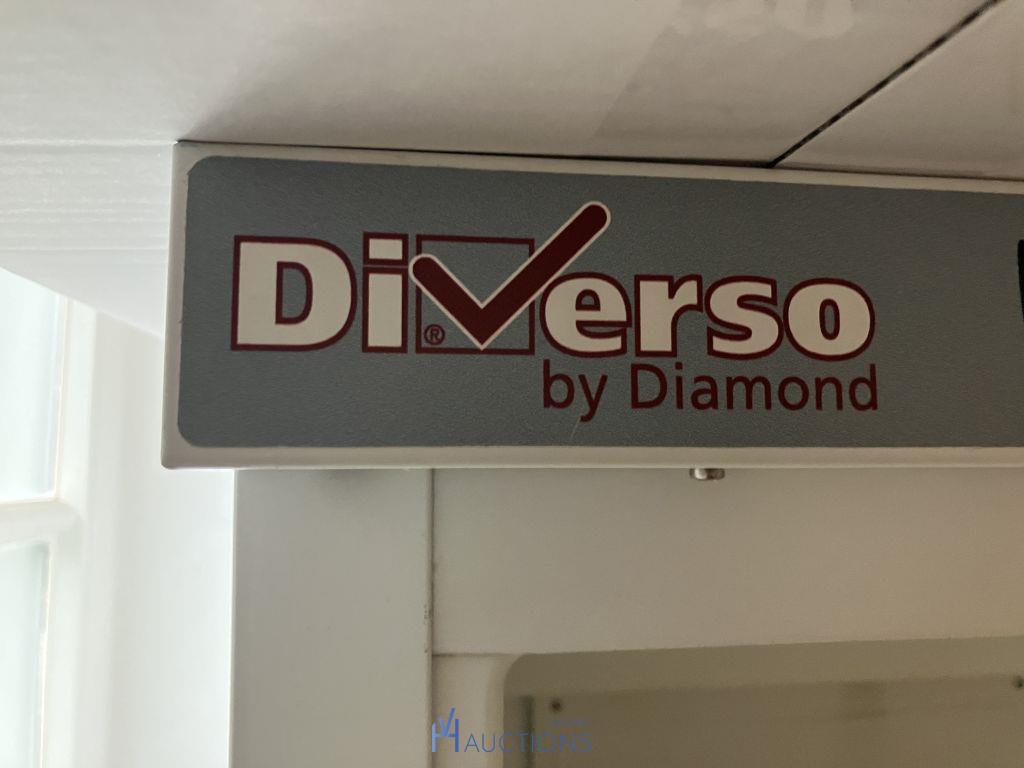 DiVerso
®
by Diamond
AUCTIONS